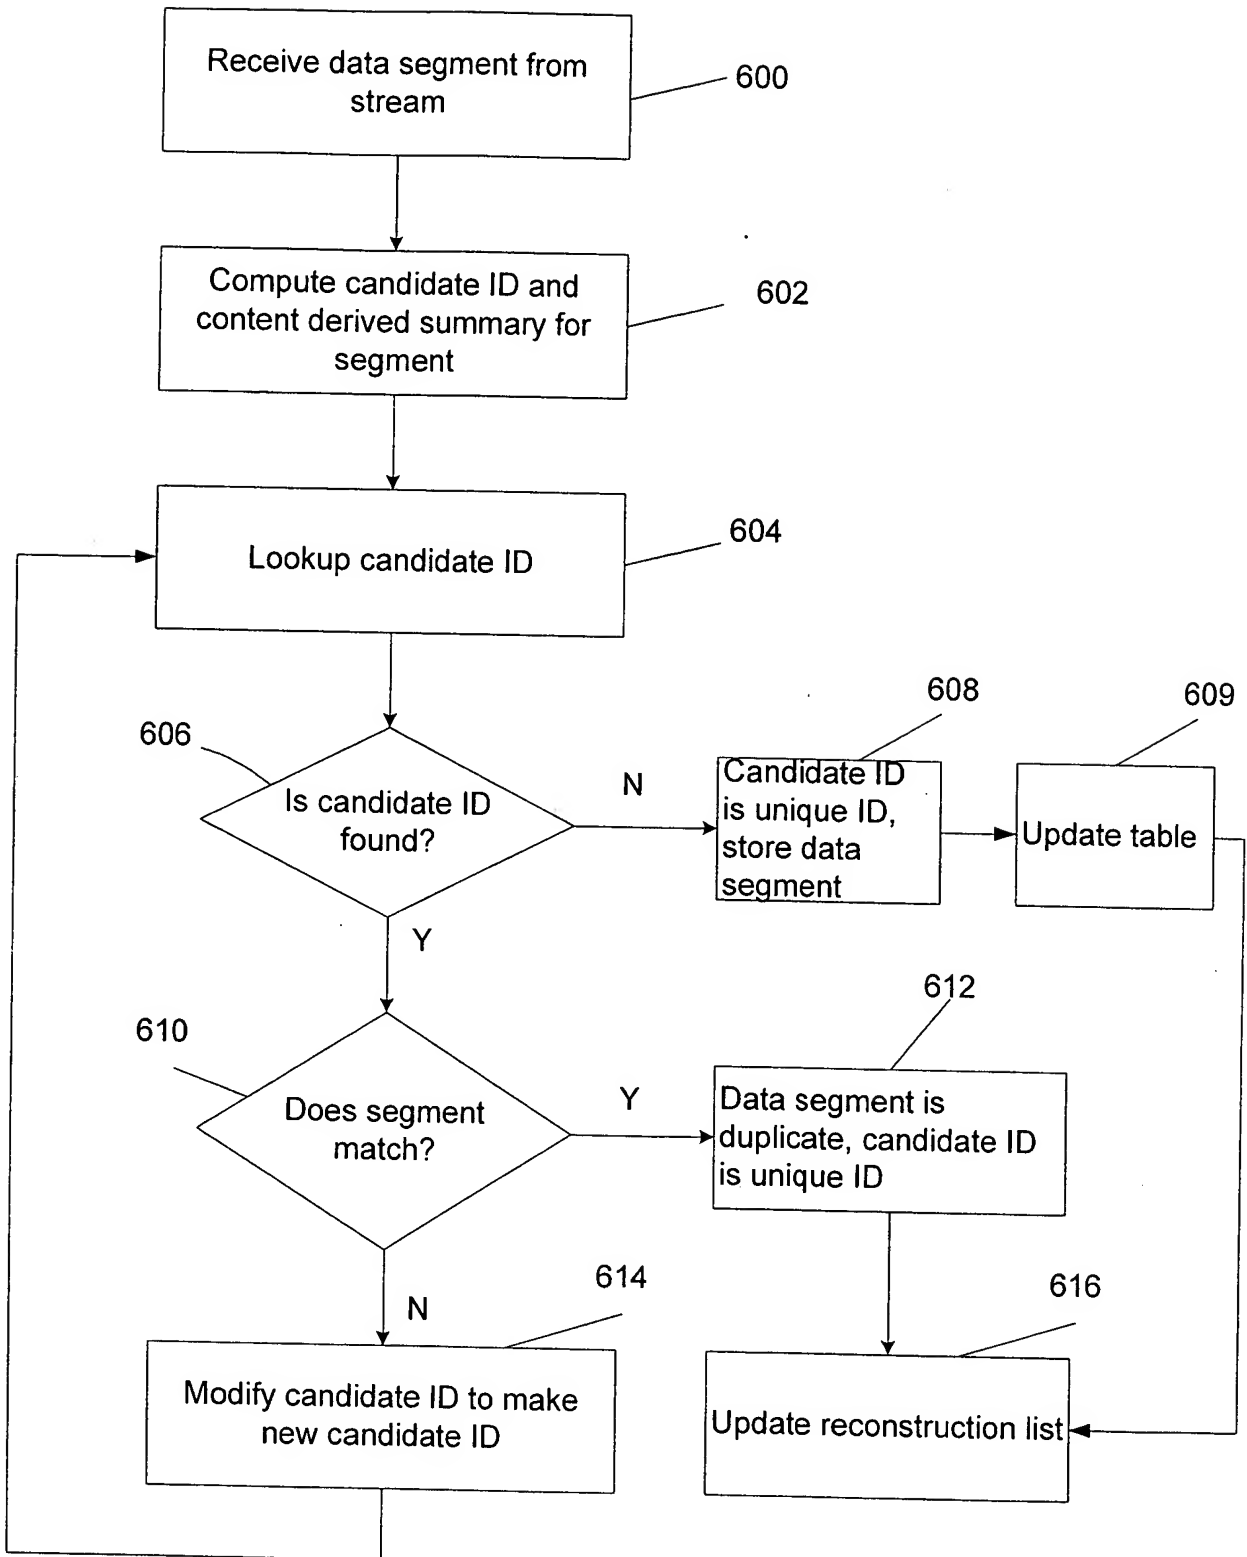 Receive data segment from
stream
600
Compute candidate ID and
content derived summary for
segment
602
Lookup candidate ID
604
606
Is candidate ID
found?
N
608
Candidate ID
is unique ID,
store data
segment
609
Update table
Y
610
Does segment
match?
Y
612
Data segment is
duplicate, candidate ID
is unique ID
N
614
Modify candidate ID to make
new candidate ID
616
Update reconstruction list